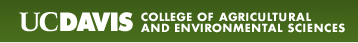 UCDAVIS COLLEGE OF AGRICULTURAL
AND ENVIRONMENTAL SCIENCES